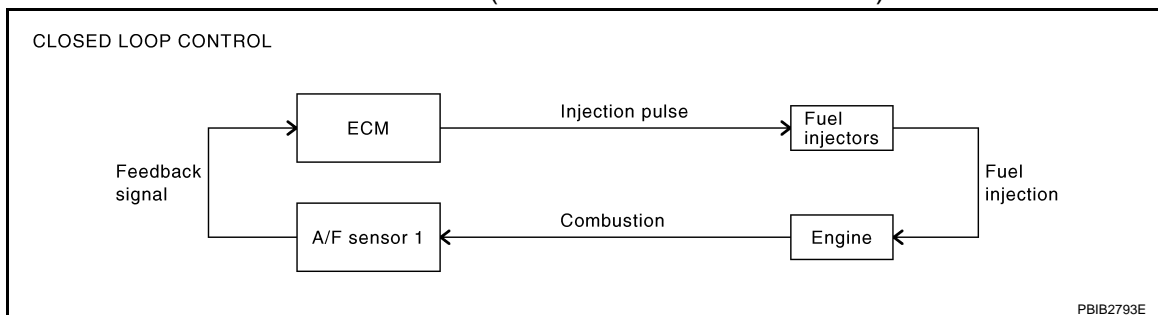 CLOSED LOOP CONTROL
ECM
Injection pulse
Fuel
injectors
Feedback
signal
Fuel
injection
A/F sensor 1
Combustion
Engine
PBIB2793E